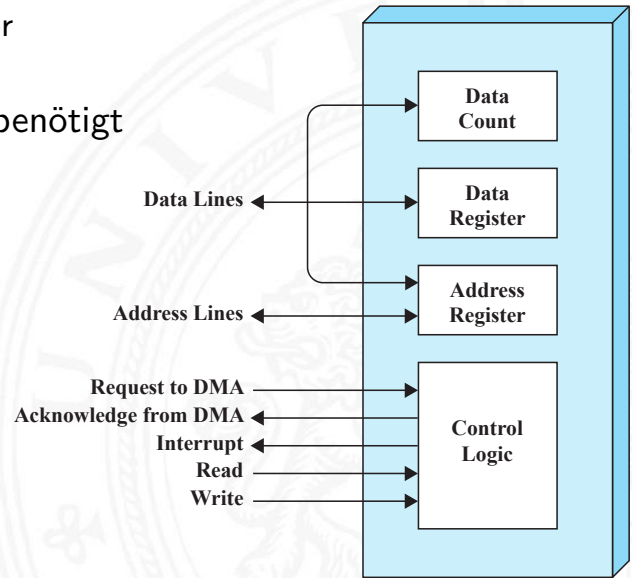 r
benötigt
Data
Count
Data Lines
Data
Register
Address Lines
Address
Register
Request to DMA
Acknowledge from DMA
Interrupt
Read
Write
Control
Logic
UNIVE